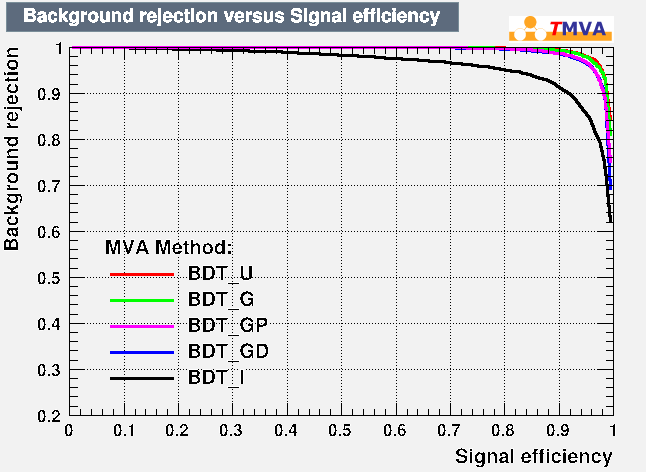 Background rejection versus Signal efficiency
TMVA
Background rejection
1
0.9
0.8
0.7
0.6
0.5
0.4
0.3
0.2
MVA Method:
BDT_U
BDT_G
BDT_GP
BDT_GD
BDT_I
0 0.1 0.2 0.3 0.4 0.5 0.6 0.7 0.8 0.9 1
Signal efficiency